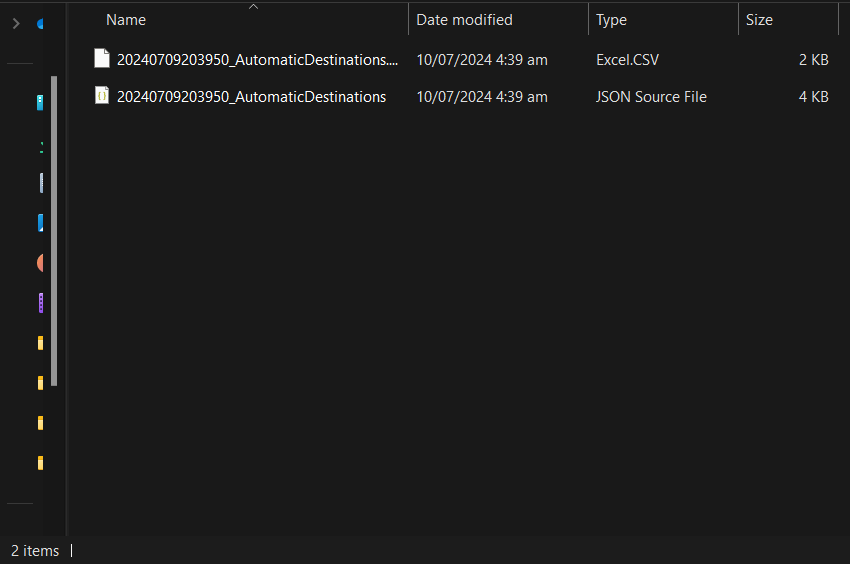 Name Date modified Type Size
20240709203950_AutomaticDestinations.... 10/07/2024 4:39 am Excel.CSV 2 KB
20240709203950_AutomaticDestinations 10/07/2024 4:39 am JSON Source File 4 KB
2 items